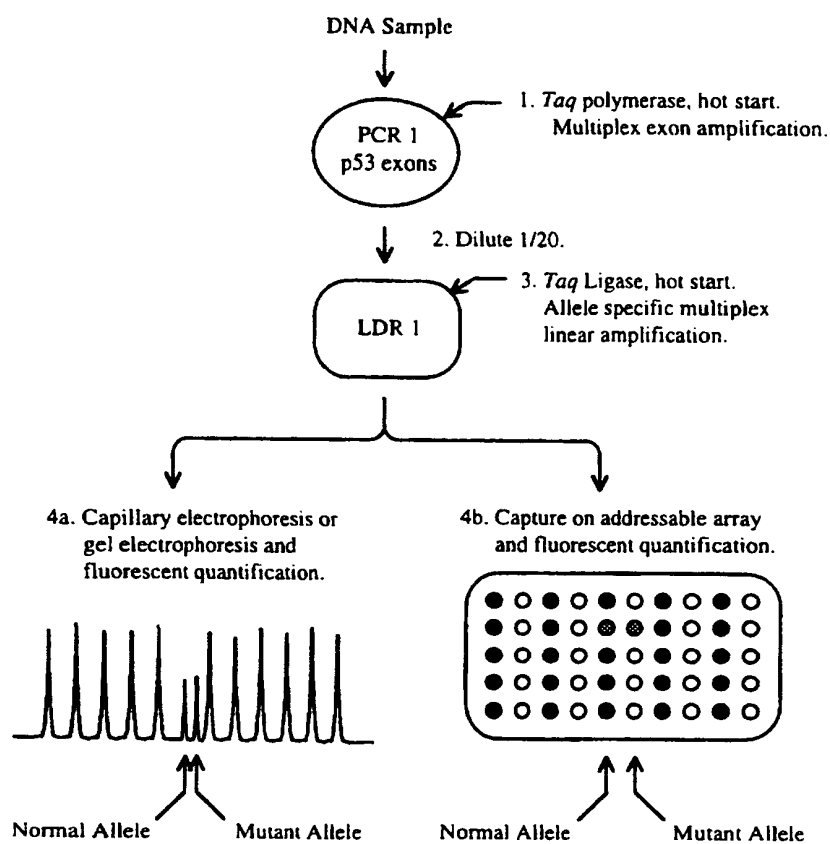 DNA Sample
1. Taq polymerase, hot start.
Multiplex exon amplification.
PCR 1
p53 exons
2. Dilute 1/20.
3. Taq Ligase, hot start.
Allele specific multiplex
linear amplification.
LDR 1
4a. Capillary electrophoresis or
gel electrophoresis and
fluorescent quantification.
4b. Capture on addressable array
and fluorescent quantification.
Normal Allele
Mutant Allele
Normal Allele
Mutant Allele